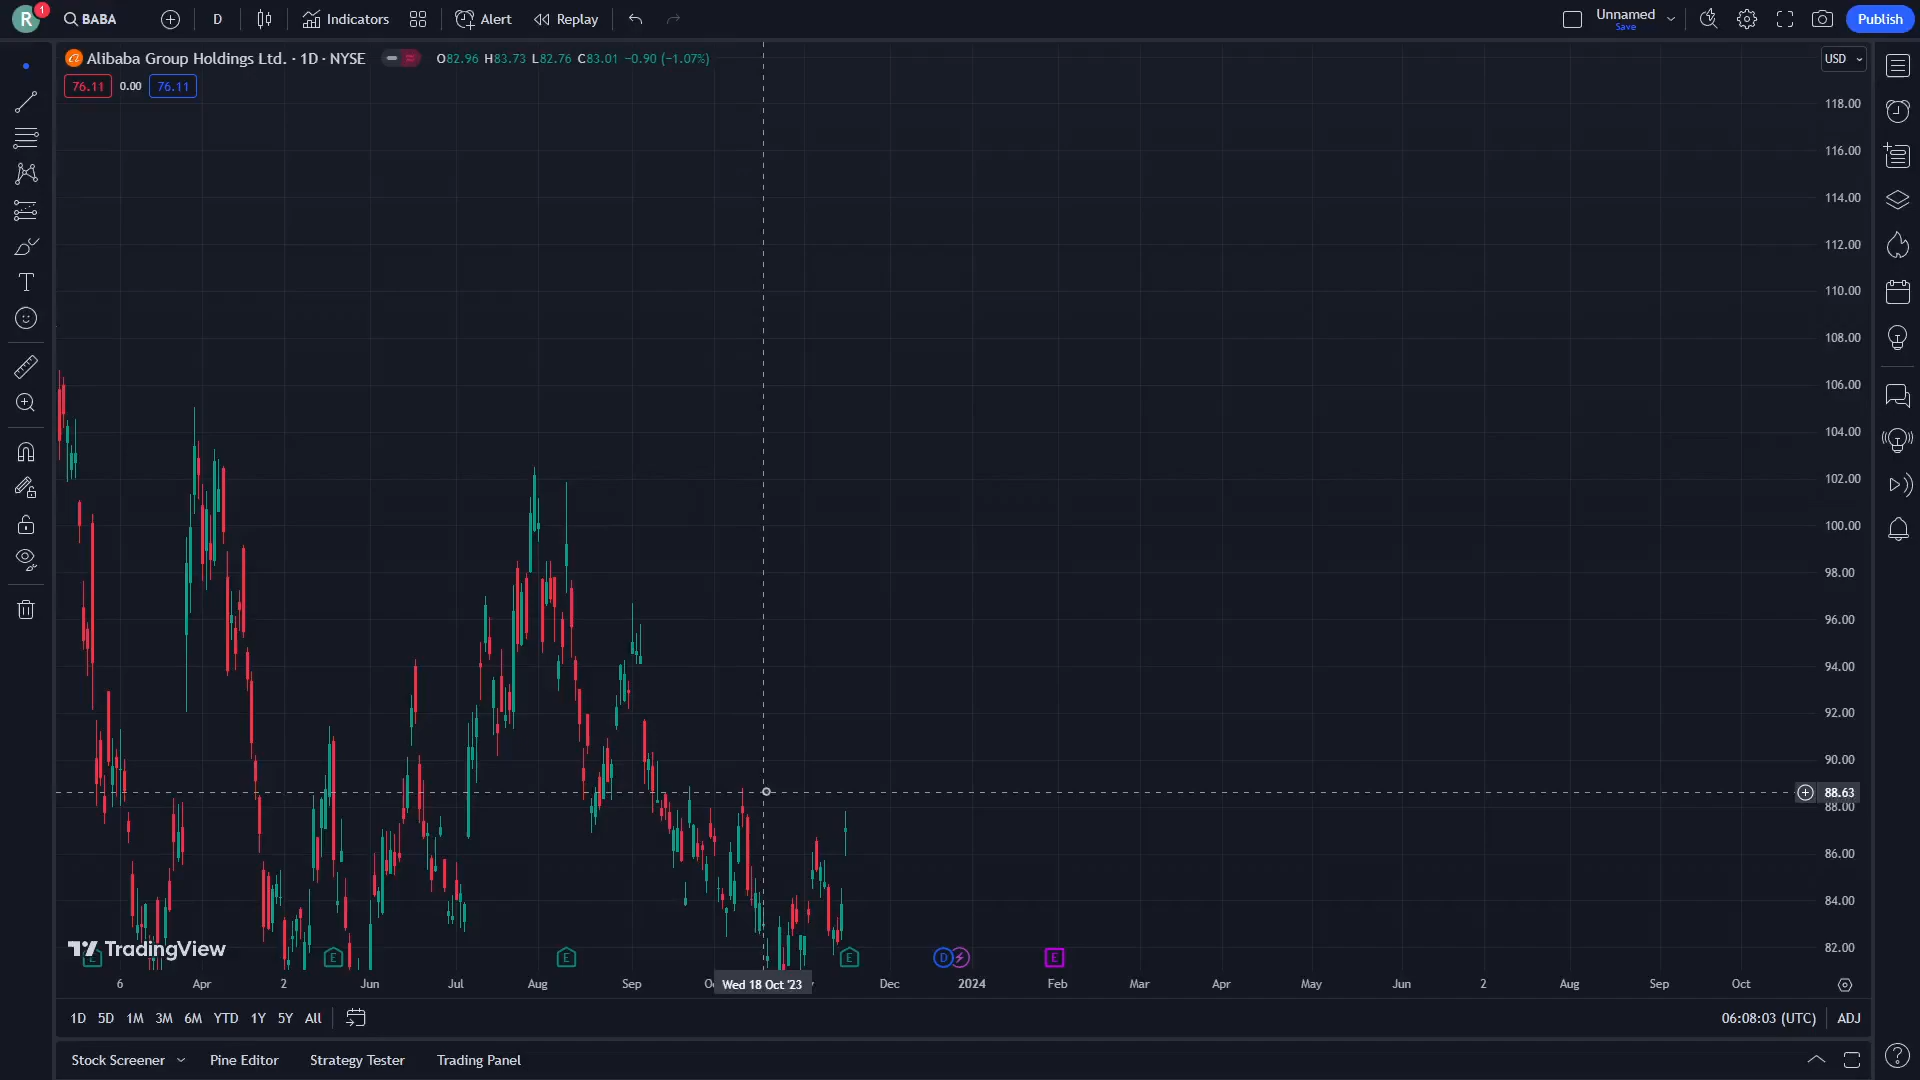 R 1 BABA D Indicators Alert Replay Unnamed Save Publish
Alibaba Group Holdings Ltd. · 1D · NYSE O82.96 H83.73 L82.76 C83.01 −0.90 (−1.07%) USD
76.11 0.00 76.11
118.00
116.00
114.00
112.00
110.00
108.00
106.00
104.00
102.00
100.00
98.00
96.00
94.00
92.00
90.00
88.63
88.00
86.00
84.00
82.00
TradingView
E E E E D E
6 Apr 2 Jun Jul Aug Sep Wed 18 Oct '23 Dec 2024 Feb Mar Apr May Jun 2 Aug Sep Oct
1D 5D 1M 3M 6M YTD 1Y 5Y All 06:08:03 (UTC) ADJ
Stock Screener Pine Editor Strategy Tester Trading Panel